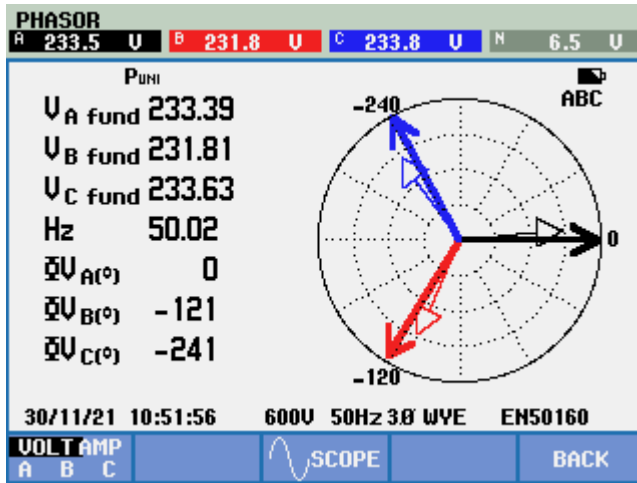 PHASOR
A 233.5 V B 231.8 V C 233.8 V N 6.5 V
PUNI
ABC
VA fund 233.39
VB fund 231.81
VC fund 233.63
Hz 50.02
ΦVA(°) 0
ΦVB(°) -121
ΦVC(°) -241
-240
0
-120
30/11/21 10:51:56 600V 50Hz 3Ø WYE EN50160
VOLT AMP
A B C
SCOPE
BACK